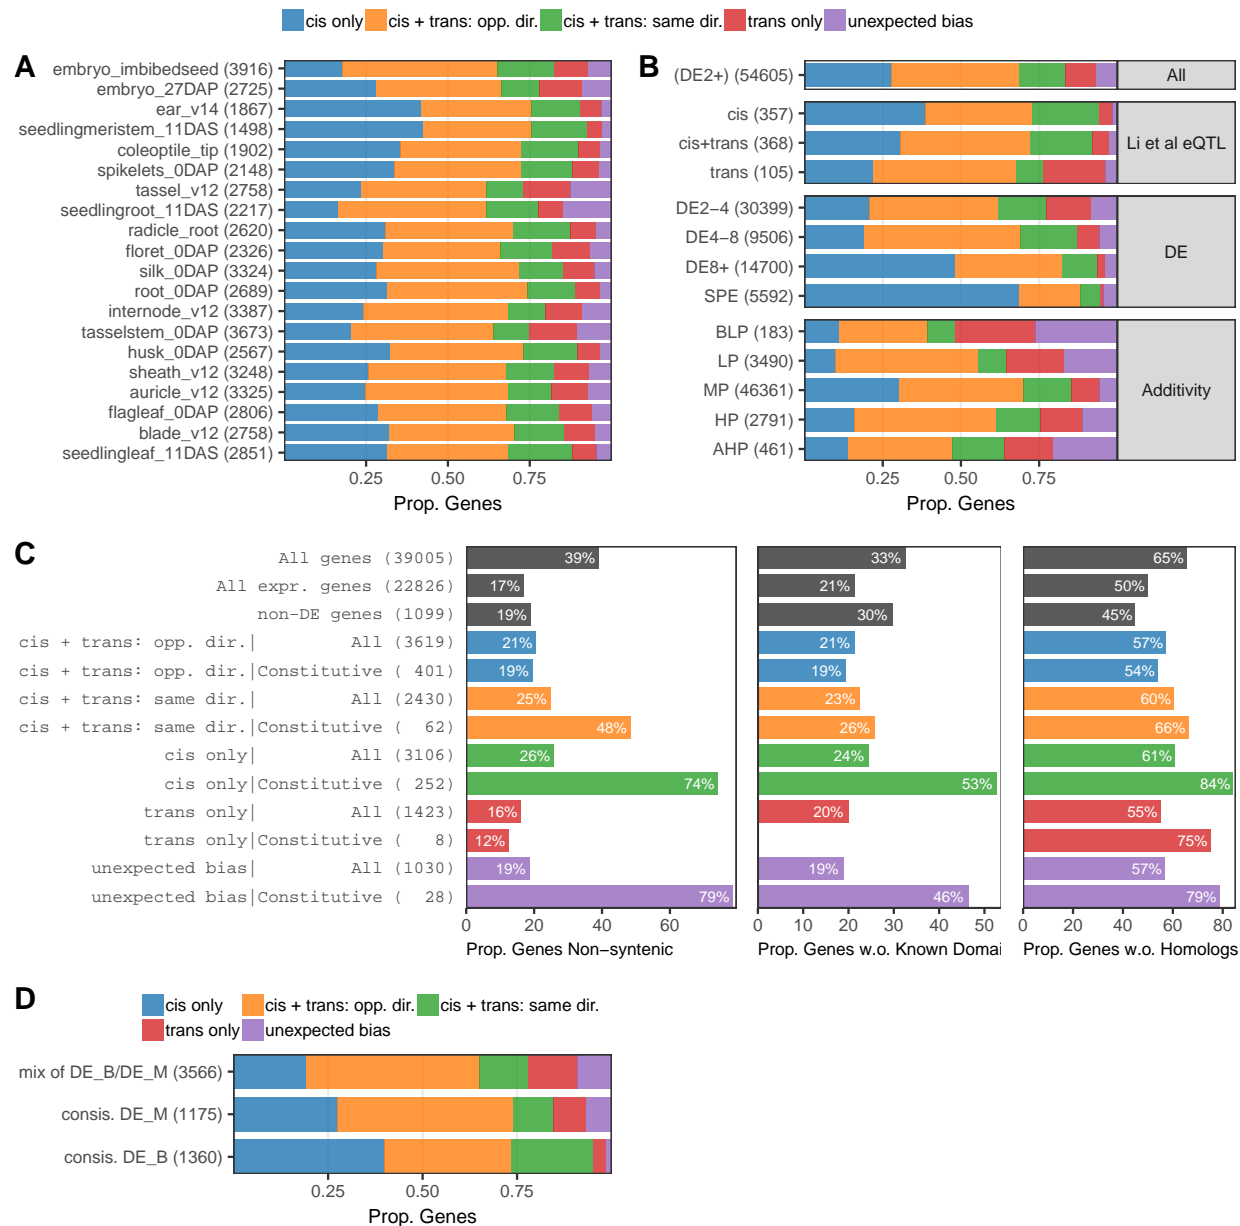 cis only cis + trans: opp. dir. cis + trans: same dir. trans only unexpected bias
A
embryo_imbibedseed (3916)
embryo_27DAP (2725)
ear_v14 (1867)
seedlingmeristem_11DAS (1498)
coleoptile_tip (1902)
spikelets_0DAP (2148)
tassel_v12 (2758)
seedlingroot_11DAS (2217)
radicle_root (2620)
floret_0DAP (2326)
silk_0DAP (3324)
root_0DAP (2689)
internode_v12 (3387)
tasselstem_0DAP (3673)
husk_0DAP (2567)
sheath_v12 (3248)
auricle_v12 (3325)
flagleaf_0DAP (2806)
blade_v12 (2758)
seedlingleaf_11DAS (2851)
0.25 0.50 0.75
Prop. Genes
B
(DE2+) (54605) All
cis (357)
cis+trans (368) Li et al eQTL
trans (105)
DE2−4 (30399)
DE4−8 (9506) DE
DE8+ (14700)
SPE (5592)
BLP (183)
LP (3490)
MP (46361) Additivity
HP (2791)
AHP (461)
0.25 0.50 0.75
Prop. Genes
C
All genes (39005) 39% 33% 65%
All expr. genes (22826) 17% 21% 50%
non−DE genes (1099) 19% 30% 45%
cis + trans: opp. dir.| All (3619) 21% 21% 57%
cis + trans: opp. dir.|Constitutive ( 401) 19% 19% 54%
cis + trans: same dir.| All (2430) 25% 23% 60%
cis + trans: same dir.|Constitutive ( 62) 48% 26% 66%
cis only| All (3106) 26% 24% 61%
cis only|Constitutive ( 252) 74% 53% 84%
trans only| All (1423) 16% 20% 55%
trans only|Constitutive ( 8) 12% 75%
unexpected bias| All (1030) 19% 19% 57%
unexpected bias|Constitutive ( 28) 79% 46% 79%
0 20 40 60 0 10 20 30 40 50 0 20 40 60 80
Prop. Genes Non−syntenic Prop. Genes w.o. Known Domai Prop. Genes w.o. Homologs
D
cis only cis + trans: opp. dir. cis + trans: same dir.
trans only unexpected bias
mix of DE_B/DE_M (3566)
consis. DE_M (1175)
consis. DE_B (1360)
0.25 0.50 0.75
Prop. Genes